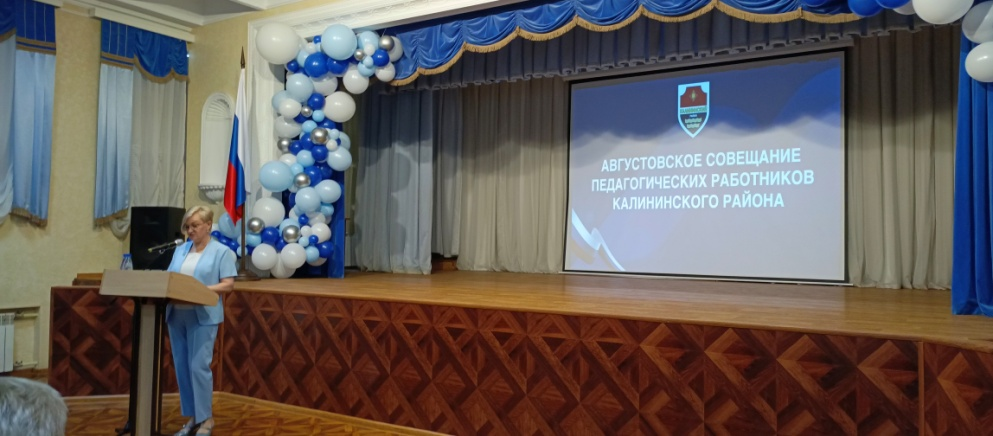 АВГУСТОВСКОЕ СОВЕЩАНИЕ
ПЕДАГОГИЧЕСКИХ РАБОТНИКОВ
КАЛИНИНСКОГО РАЙОНА